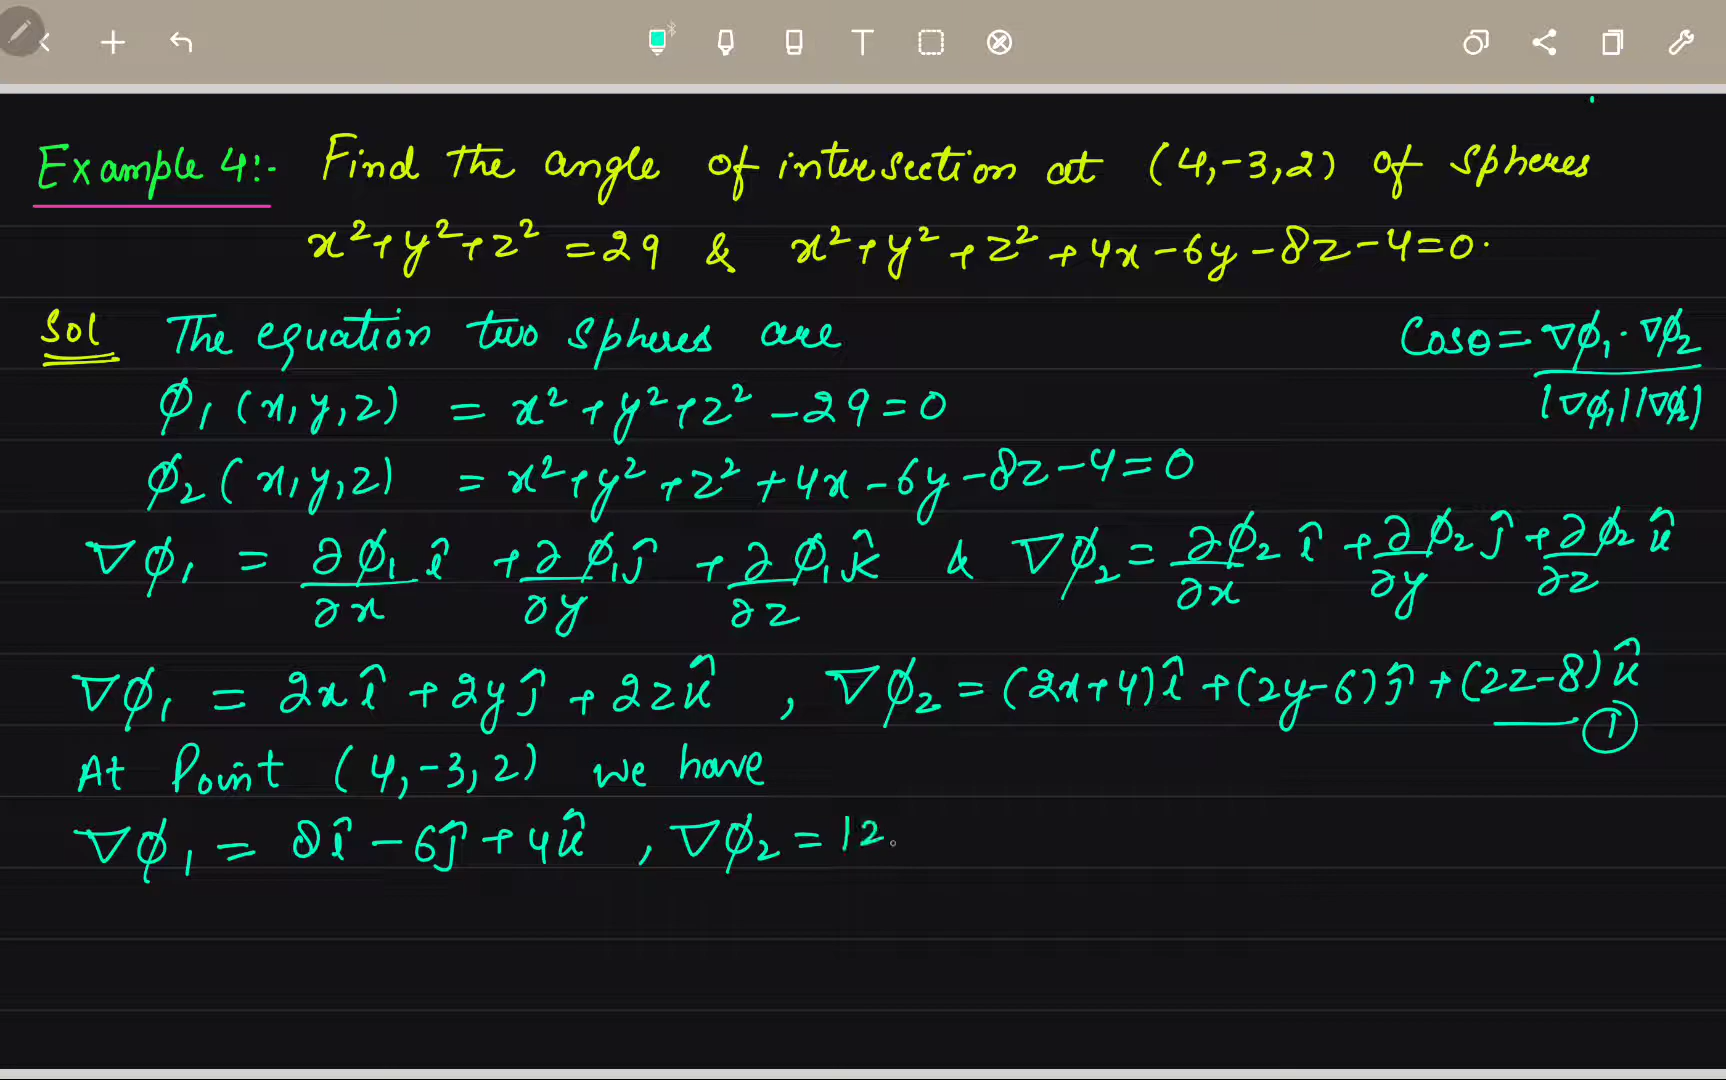 Example 4:- Find the angle of intersection at (4,-3,2) of spheres
x²+y²+z² = 29 & x²+y²+z²+4x-6y-8z-4=0.
Sol The equation two spheres are
Cosθ = ∇ϕ₁·∇ϕ₂ / |∇ϕ₁||∇ϕ₂|
ϕ₁(x,y,z) = x²+y²+z²-29=0
ϕ₂(x,y,z) = x²+y²+z²+4x-6y-8z-4=0
∇ϕ₁ = ∂ϕ₁/∂x î + ∂ϕ₁/∂y ĵ + ∂ϕ₁/∂z k̂ & ∇ϕ₂ = ∂ϕ₂/∂x î + ∂ϕ₂/∂y ĵ + ∂ϕ₂/∂z k̂
∇ϕ₁ = 2xî+2yĵ+2zk̂ , ∇ϕ₂ = (2x+4)î+(2y-6)ĵ+(2z-8)k̂ ①
At Point (4,-3,2) we have
∇ϕ₁ = 8î-6ĵ+4k̂ , ∇ϕ₂ = 12